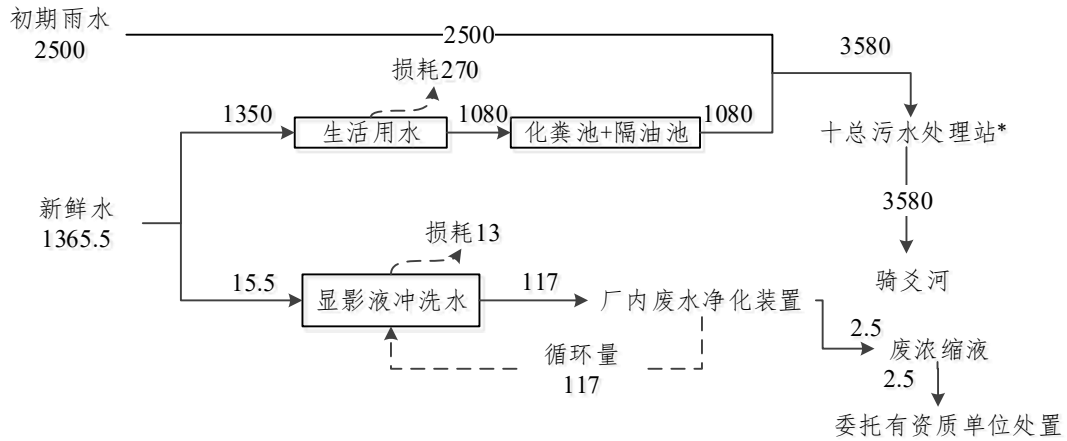 初期雨水
2500
2500
3580
损耗270
1350
生活用水
1080
化粪池+隔油池
1080
十总污水处理站*
3580
新鲜水
1365.5
损耗13
骑爻河
15.5
显影液冲洗水
117
厂内废水净化装置
2.5
循环量
117
废浓缩液
2.5
委托有资质单位处置